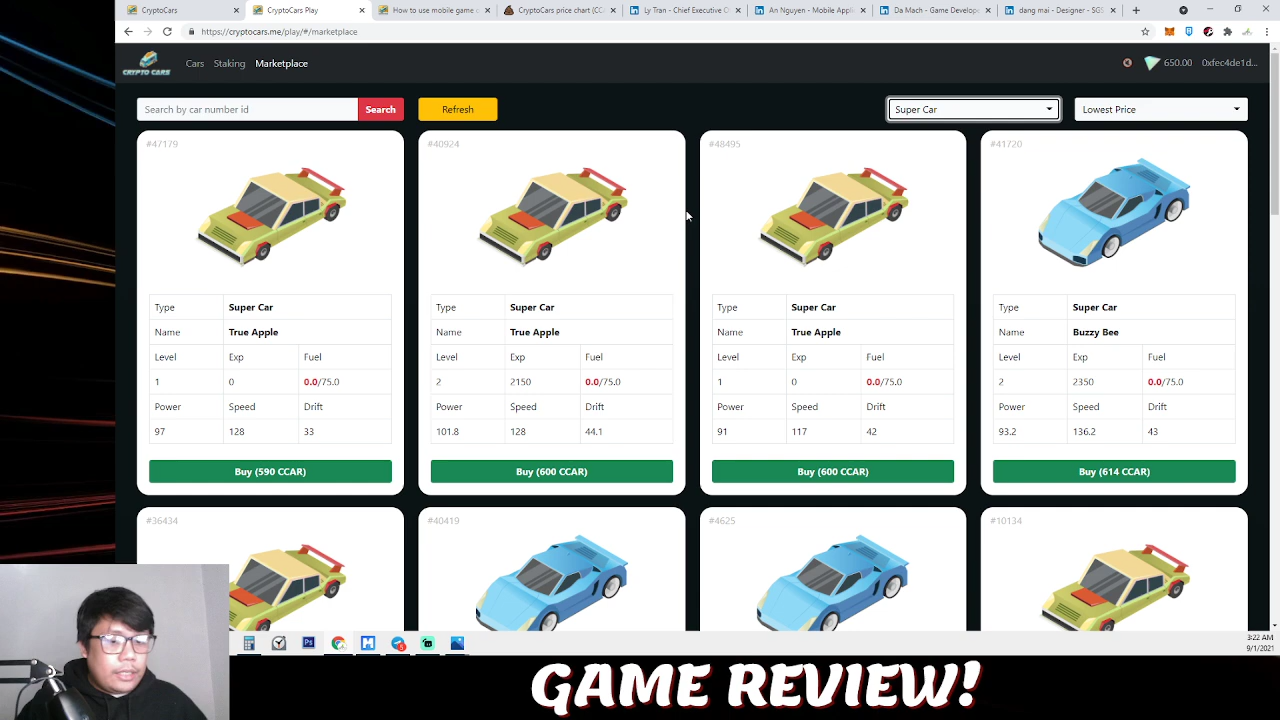 CryptoCars
CryptoCars Play
How to use mobile game o
CryptoCars price chart (CC
Ly Tran - Chief Executive O
An Nguyen - Mobile Appli
Da Mach - Game Develope
dang mai - Designer - SGS
https://cryptocars.me/play/#/marketplace
CRYPTO CARS
Cars Staking Marketplace
650.00 0xfec4de1d...
Search by car number id Search Refresh Super Car Lowest Price
#47179 #40924 #48495 #41720
Type Super Car Type Super Car Type Super Car Type Super Car
Name True Apple Name True Apple Name True Apple Name Buzzy Bee
Level Exp Fuel Level Exp Fuel Level Exp Fuel Level Exp Fuel
1 0 0.0/75.0 2 2150 0.0/75.0 1 0 0.0/75.0 2 2350 0.0/75.0
Power Speed Drift Power Speed Drift Power Speed Drift Power Speed Drift
97 128 33 101.8 128 44.1 91 117 42 93.2 136.2 43
Buy (590 CCAR) Buy (600 CCAR) Buy (600 CCAR) Buy (614 CCAR)
#36434 #40419 #4625 #10134
Ps
3:22 AM
9/1/2021
GAME REVIEW!